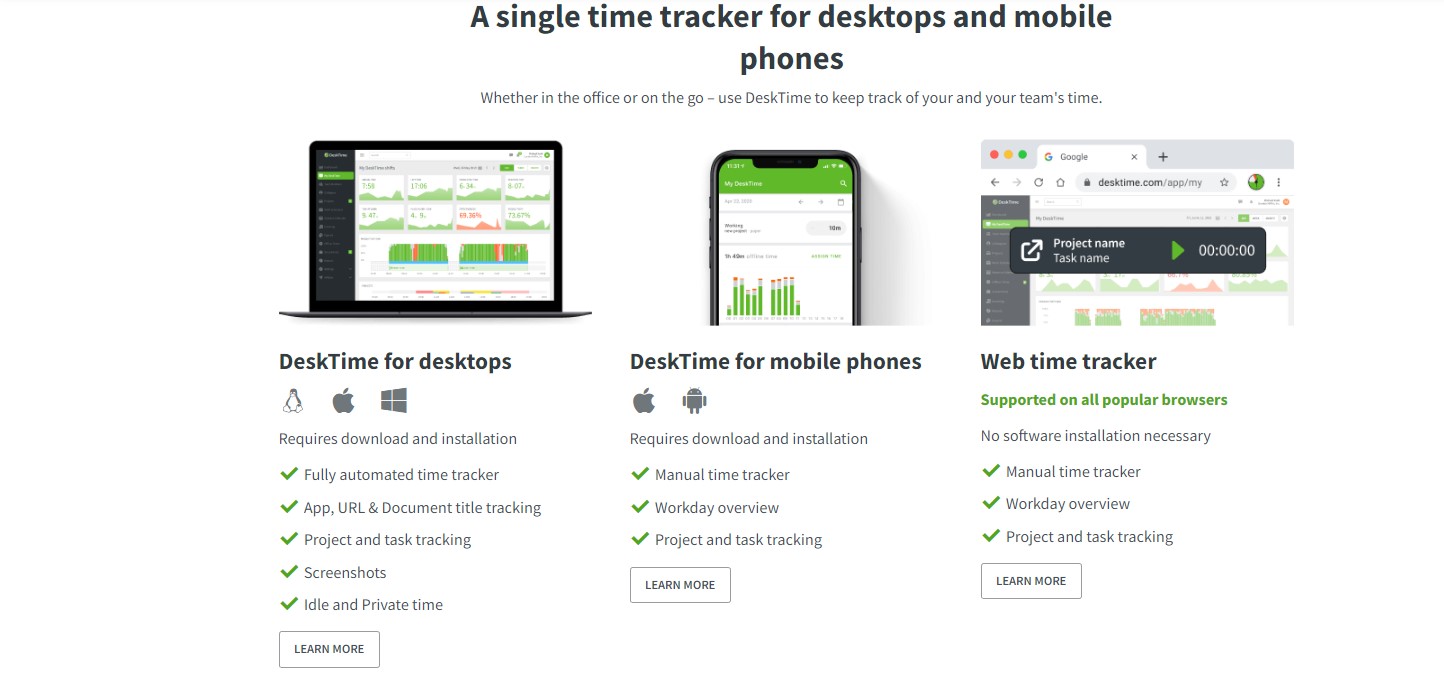 A single time tracker for desktops and mobile
phones
Whether in the office or on the go – use DeskTime to keep track of your and your team's time.
DeskTime
My DeskTime
7:58
17:06
6:34
8:07
69.36%
73.67%
11:31
My DeskTime
Apr 23, 2020
Working
10m
1h 49m offline time
ASSIGN TIME
Google
desktime.com/app/my
DeskTime
My DeskTime
Project name
Task name
00:00:00
DeskTime for desktops
Requires download and installation
Fully automated time tracker
App, URL & Document title tracking
Project and task tracking
Screenshots
Idle and Private time
LEARN MORE
DeskTime for mobile phones
Requires download and installation
Manual time tracker
Workday overview
Project and task tracking
LEARN MORE
Web time tracker
Supported on all popular browsers
No software installation necessary
Manual time tracker
Workday overview
Project and task tracking
LEARN MORE